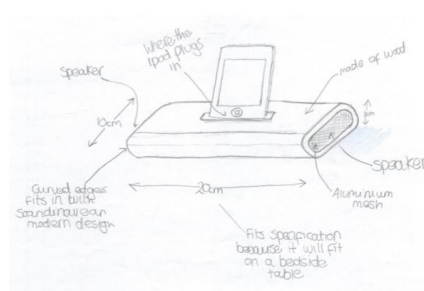 Where the
ipod plugs
in
made of wood
speaker
10cm
speaker
Aluminium
mesh
20cm
Curved edges
fits in with
Scandinavian
modern design
Fits specification
because it will fit
on a bedside
table